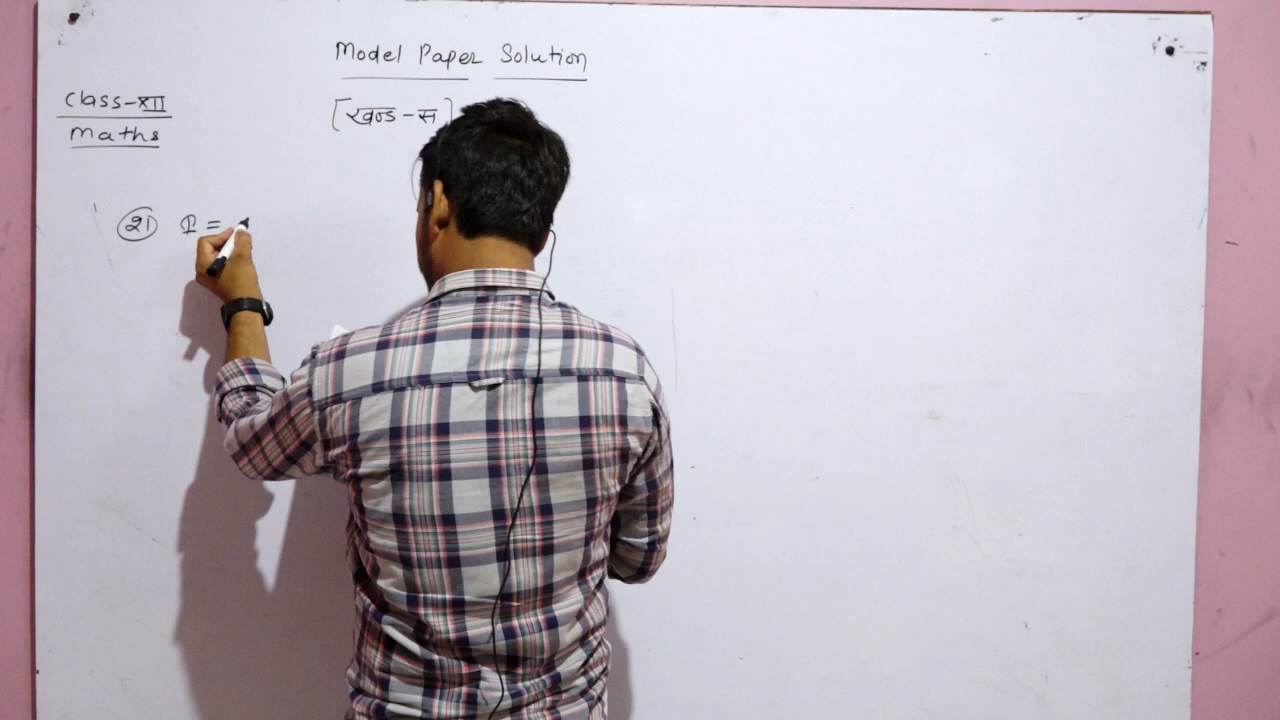 Model Paper Solution
Class-XII
Maths
[खण्ड-स]
21 I =